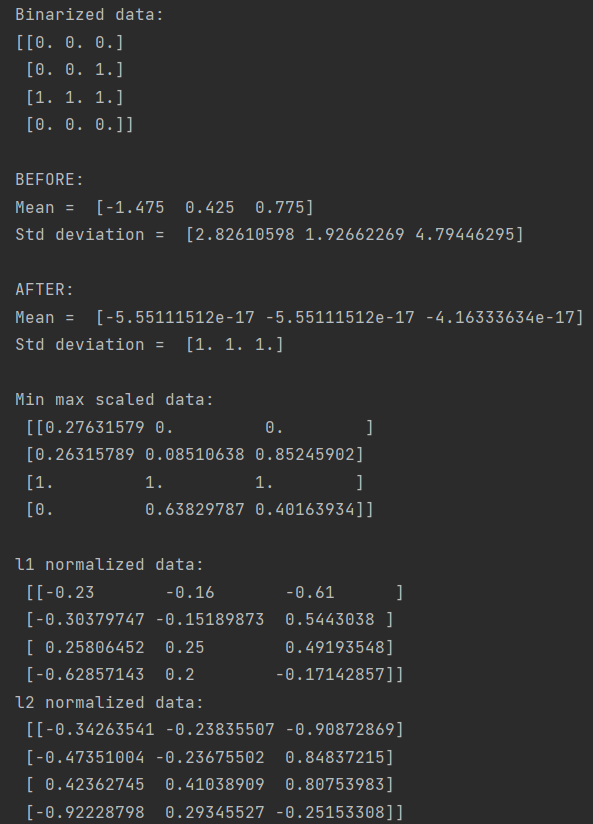 Binarized data:
[[0. 0. 0.]
 [0. 0. 1.]
 [1. 1. 1.]
 [0. 0. 0.]]

BEFORE:
Mean =  [-1.475  0.425  0.775]
Std deviation =  [2.82610598 1.92662269 4.79446295]

AFTER:
Mean =  [-5.55111512e-17 -5.55111512e-17 -4.16333634e-17]
Std deviation =  [1. 1. 1.]

Min max scaled data:
 [[0.27631579 0.         0.        ]
 [0.26315789 0.08510638 0.85245902]
 [1.         1.         1.        ]
 [0.         0.63829787 0.40163934]]

l1 normalized data:
 [[-0.23       -0.16       -0.61      ]
 [-0.30379747 -0.15189873  0.5443038 ]
 [ 0.25806452  0.25        0.49193548]
 [-0.62857143  0.2        -0.17142857]]
l2 normalized data:
 [[-0.34263541 -0.23835507 -0.90872869]
 [-0.47351004 -0.23675502  0.84837215]
 [ 0.42362745  0.41038909  0.80753983]
 [-0.92228798  0.29345527 -0.25153308]]